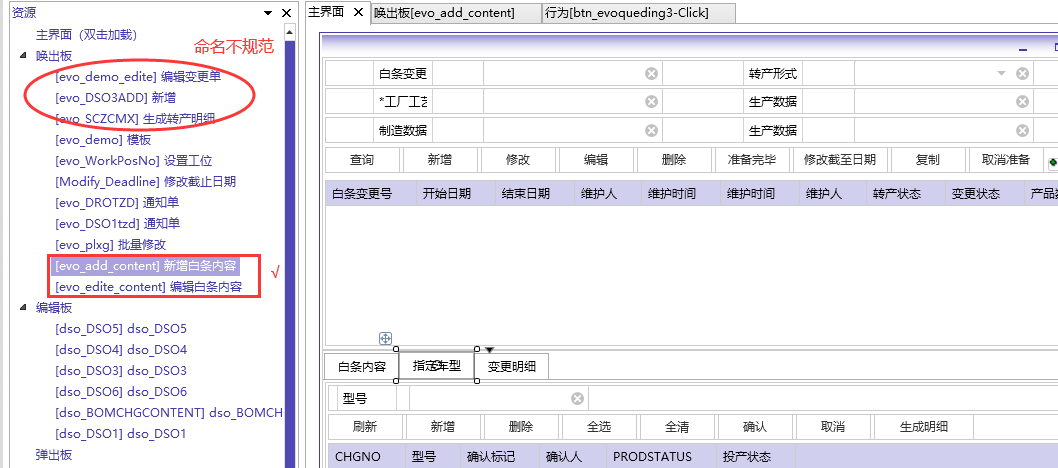 资源
主界面（双击加载）
命名不规范
唤出板
[evo_demo_edite] 编辑变更单
[evo_DSO3ADD] 新增
[evo_SCZCMX] 生成转产明细
[evo_demo] 模板
[evo_WorkPosNo] 设置工位
[Modify_Deadline] 修改截止日期
[evo_DROTZD] 通知单
[evo_DSO1tzd] 通知单
[evo_plxg] 批量修改
[evo_add_content] 新增白条内容
√
[evo_edite_content] 编辑白条内容
编辑板
[dso_DSO5] dso_DSO5
[dso_DSO4] dso_DSO4
[dso_DSO3] dso_DSO3
[dso_DSO6] dso_DSO6
[dso_BOMCHGCONTENT] dso_BOMCH
[dso_DSO1] dso_DSO1
弹出板
主界面 唤出板[evo_add_content] 行为[btn_evoqueding3-Click]
白条变更 转产形式
*工厂工艺 生产数据
制造数据 生产数据
查询 新增 修改 编辑 删除 准备完毕 修改截至日期 复制 取消准备
白条变更号 开始日期 结束日期 维护人 维护时间 维护时间 维护人 转产状态 变更状态 产品
白条内容 指定车型 变更明细
型号
刷新 新增 删除 全选 全清 确认 取消 生成明细
CHGNO 型号 确认标记 确认人 PRODSTATUS 投产状态